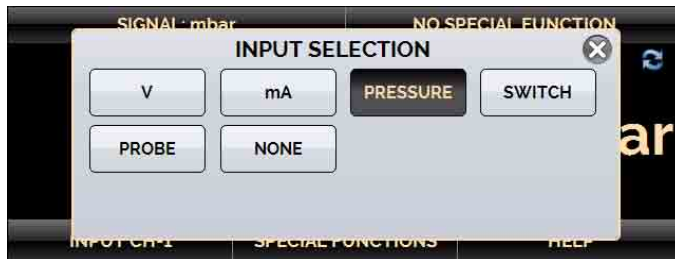 SIGNAL: mbar NO SPECIAL FUNCTION
INPUT SELECTION
V mA PRESSURE SWITCH
PROBE NONE
ar
INPUT CH-1 SPECIAL FUNCTIONS HELP